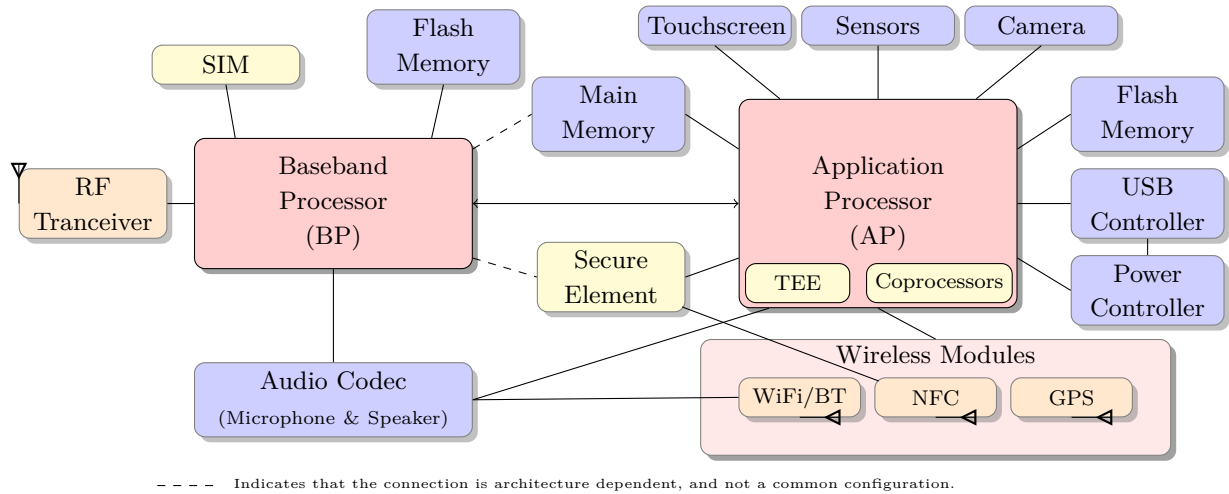 Touchscreen
Sensors
Camera
Flash
Memory
SIM
Main
Memory
Flash
Memory
Baseband
Processor
(BP)
Application
Processor
(AP)
RF
Tranceiver
USB
Controller
Secure
Element
TEE
Coprocessors
Power
Controller
Wireless Modules
Audio Codec
(Microphone & Speaker)
WiFi/BT
NFC
GPS
Indicates that the connection is architecture dependent, and not a common configuration.